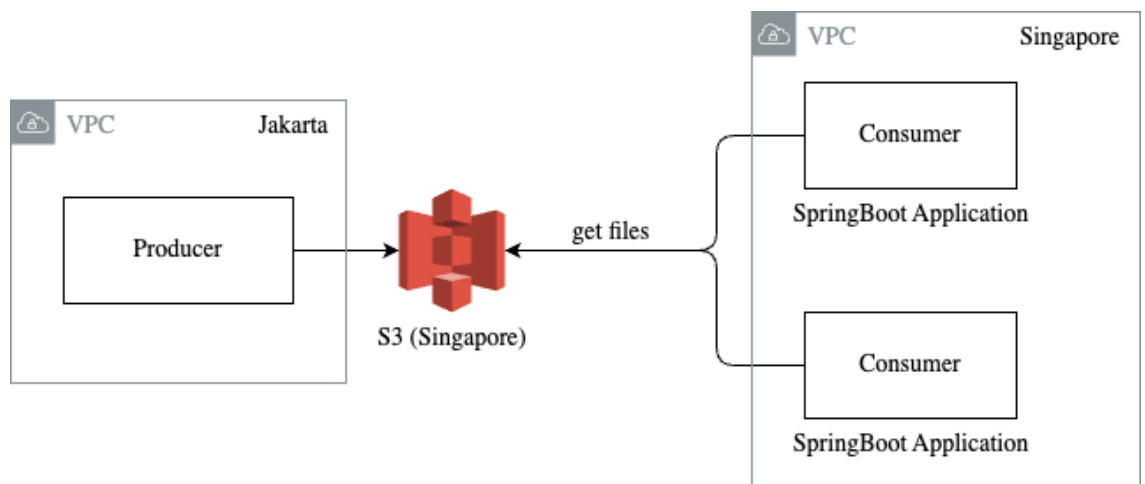 VPC
Jakarta
Producer
S3 (Singapore)
get files
VPC
Singapore
Consumer
SpringBoot Application
Consumer
SpringBoot Application